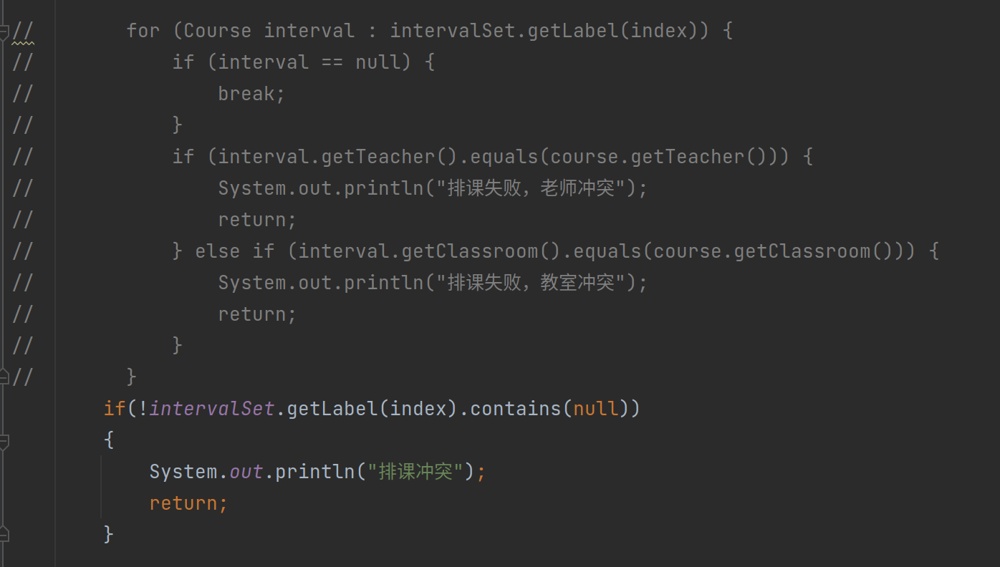 //        for (Course interval : intervalSet.getLabel(index)) {
//            if (interval == null) {
//                break;
//            }
//            if (interval.getTeacher().equals(course.getTeacher())) {
//                System.out.println("排课失败，老师冲突");
//                return;
//            } else if (interval.getClassroom().equals(course.getClassroom())) {
//                System.out.println("排课失败，教室冲突");
//                return;
//            }
//        }
        if(!intervalSet.getLabel(index).contains(null))
        {
            System.out.println("排课冲突");
            return;
        }